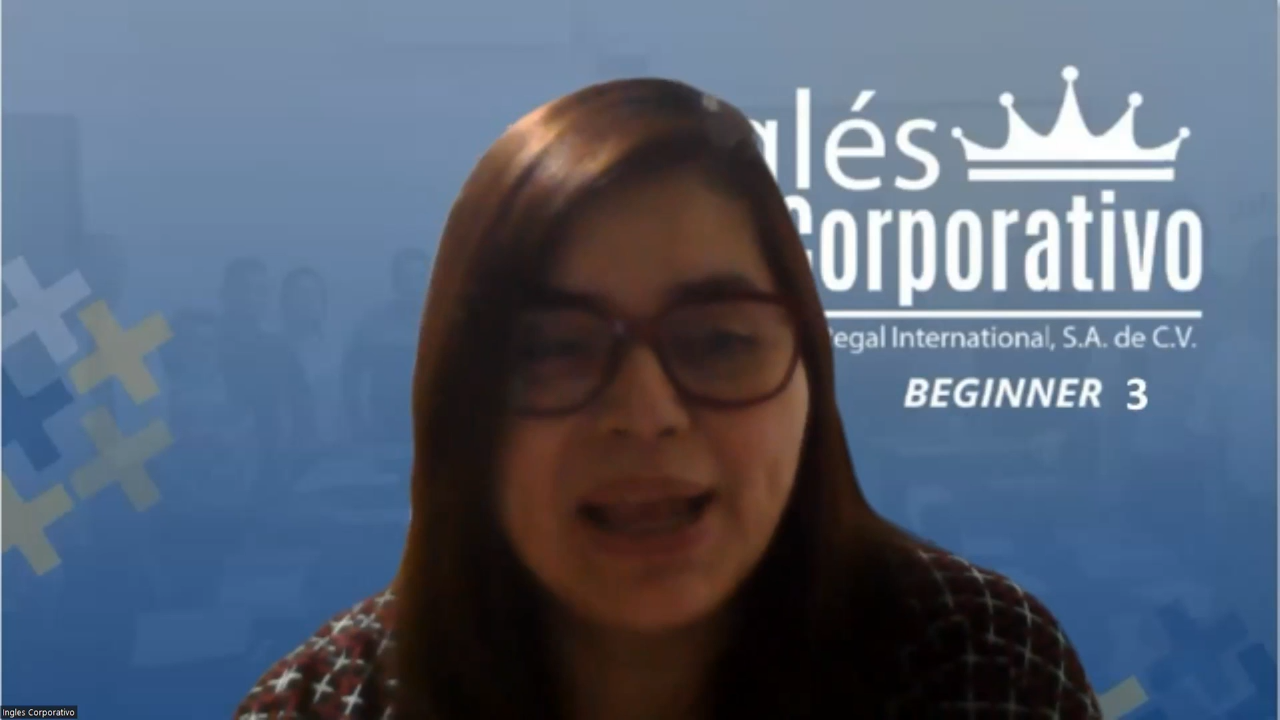 glés
Corporativo
Regal International, S.A. de C.V.
BEGINNER 3
Ingles Corporativo